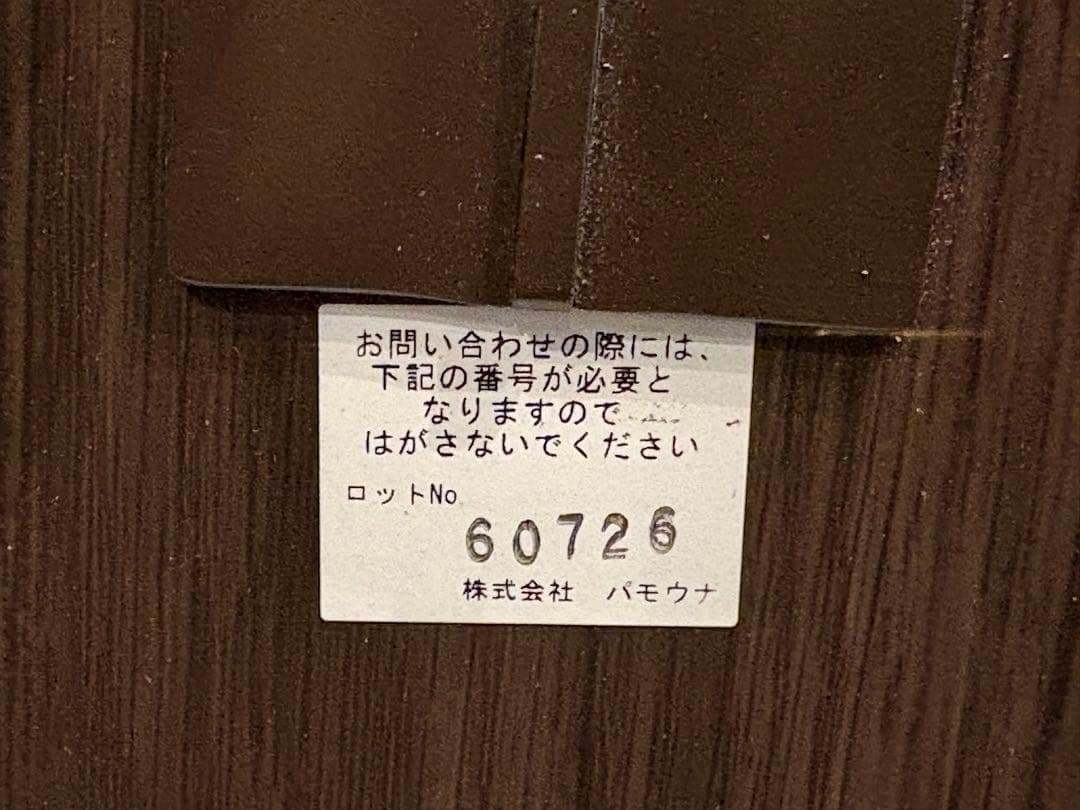 お問い合わせの際には、
下記の番号が必要と
なりますので
はがさないでください
ロットNo
60726
株式会社 パモウナ